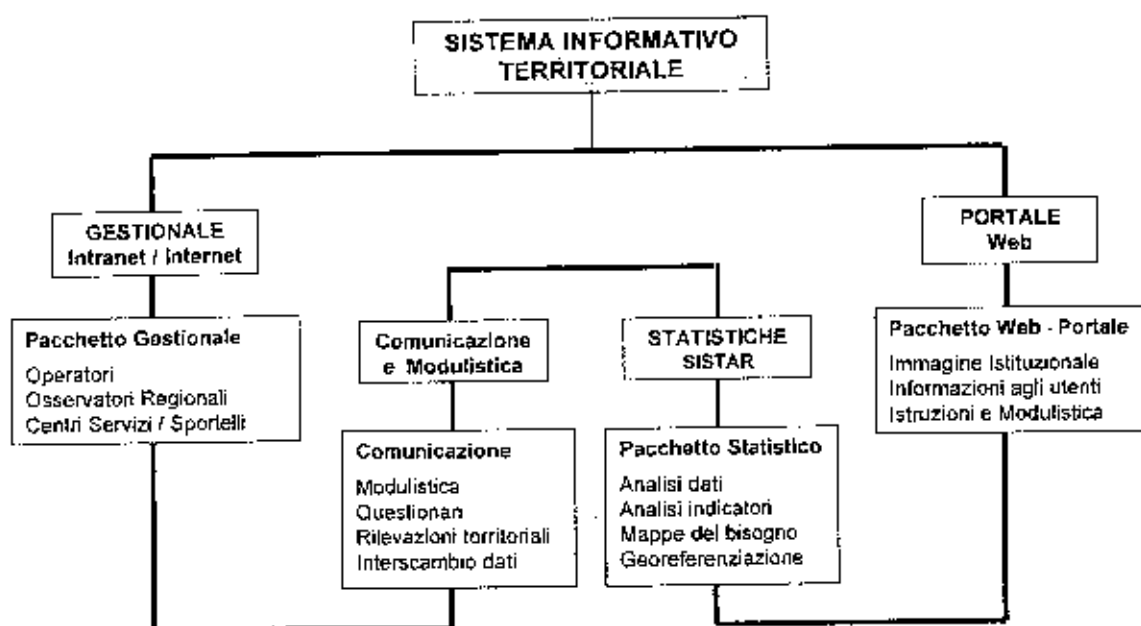 SISTEMA INFORMATIVO
TERRITORIALE
GESTIONALE
Intranet / Internet
PORTALE
Web
Pacchetto Gestionale
Operatori
Osservatori Regionali
Centri Servizi / Sportelli
Comunicazione
e Modulistica
STATISTICHE
SISTAR
Pacchetto Web - Portale
Immagine Istituzionale
Informazioni agli utenti
Istruzioni e Modulistica
Comunicazione
Modulistica
Questionari
Rilevazioni territoriali
Interscambio dati
Pacchetto Statistico
Analisi dati
Analisi indicatori
Mappe del bisogno
Georeferenziazione